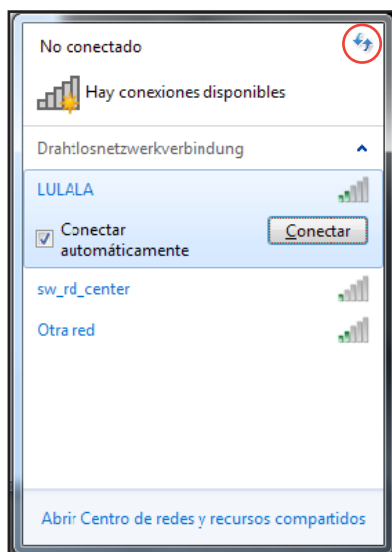 No conectado
Hay conexiones disponibles
Drahtlosnetzwerkverbindung
LULALA
Conectar
automáticamente
Conectar
sw_rd_center
Otra red
Abrir Centro de redes y recursos compartidos